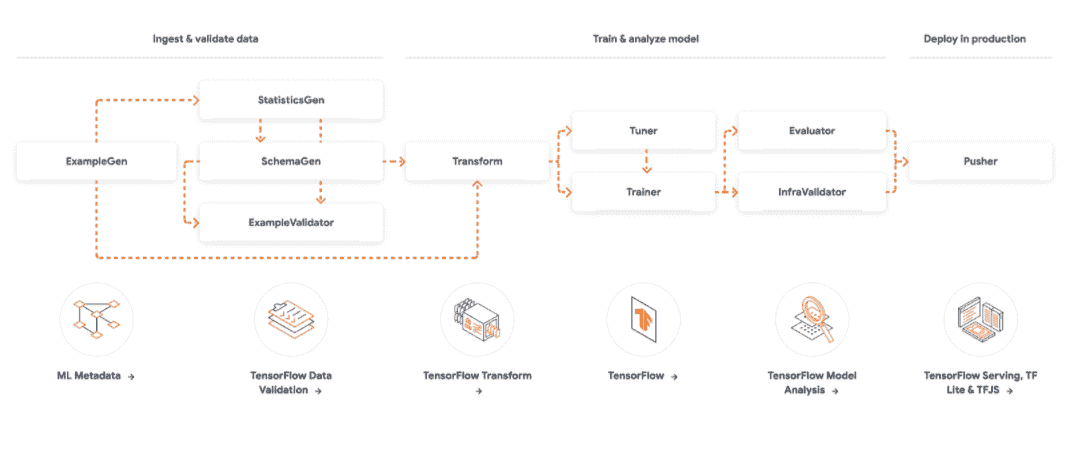 Ingest & validate data
Train & analyze model
Deploy in production
StatisticsGen
ExampleGen
SchemaGen
ExampleValidator
Transform
Tuner
Trainer
Evaluator
InfraValidator
Pusher
ML Metadata →
TensorFlow Data
Validation →
TensorFlow Transform
→
TensorFlow →
TensorFlow Model
Analysis →
TensorFlow Serving, TF
Lite & TFJS →